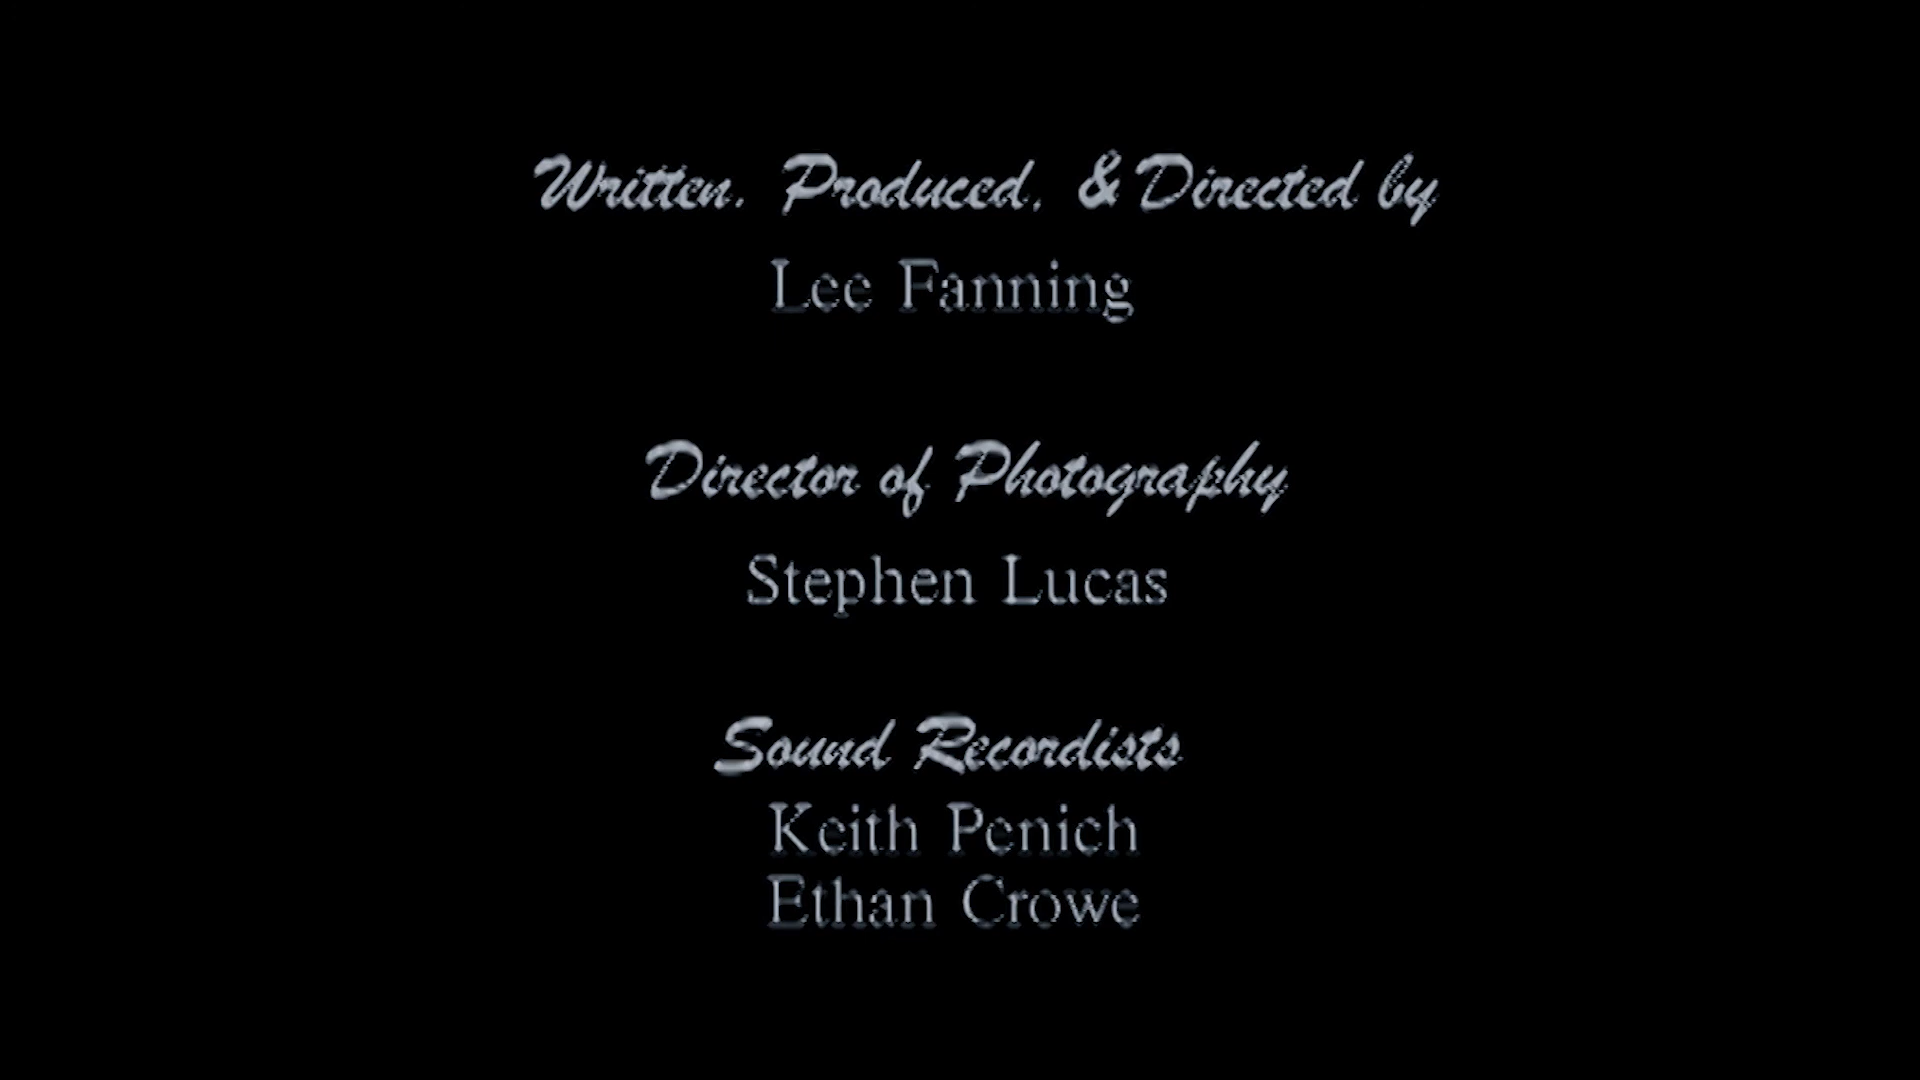 Written, Produced, & Directed by
Lee Fanning
Director of Photography
Stephen Lucas
Sound Recordists
Keith Penich
Ethan Crowe